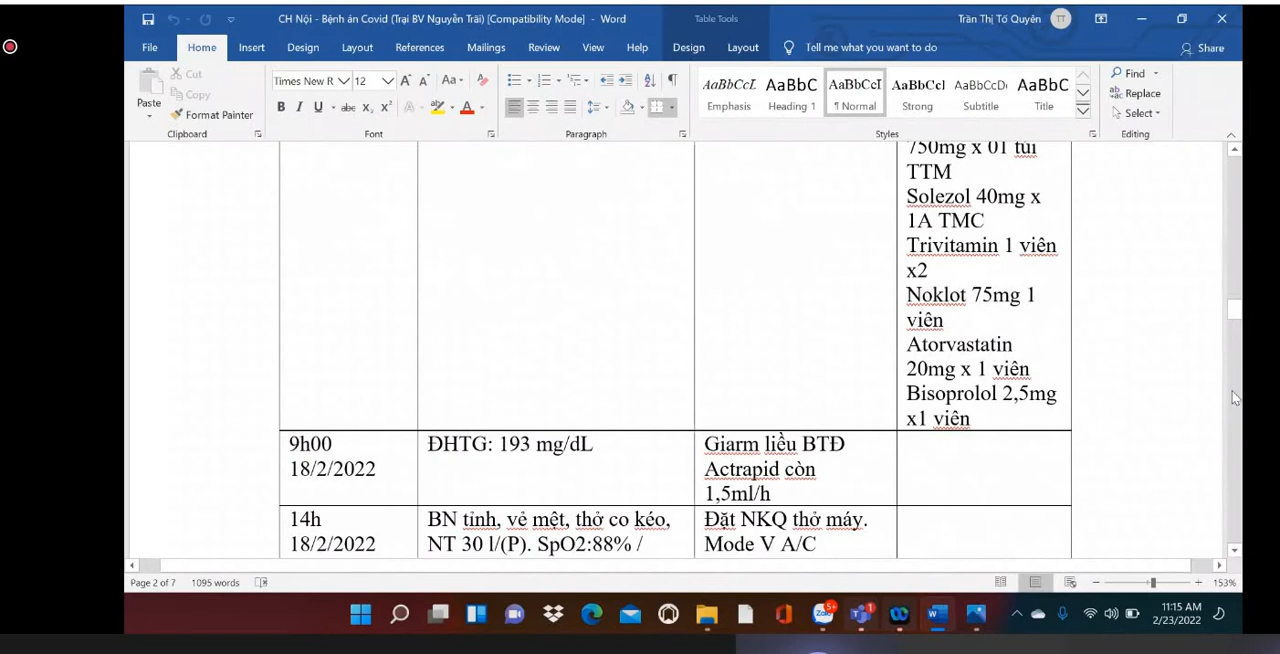 CH Nội - Bệnh án Covid (Trại BV Nguyễn Trãi) [Compatibility Mode] - Word
Table Tools
Trần Thị Tố Quyên
TT
File Home Insert Design Layout References Mailings Review View Help Design Layout Tell me what you want to do Share
Paste
Cut
Copy
Format Painter
Clipboard
Times New R 12
B I U abc X₂ X²
Font
Paragraph
AaBbCcL Emphasis
AaBbC Heading 1
AaBbCcI ¶ Normal
AaBbCcl Strong
AaBbCcD Subtitle
AaBbC Title
Styles
Find
Replace
Select
Editing
750mg x 01 túi
TTM
Solezol 40mg x
1A TMC
Trivitamin 1 viên
x2
Noklot 75mg 1
viên
Atorvastatin
20mg x 1 viên
Bisoprolol 2,5mg
x1 viên
9h00
18/2/2022
ĐHTG: 193 mg/dL
Giarm liều BTĐ
Actrapid còn
1,5ml/h
14h
18/2/2022
BN tỉnh, vẻ mệt, thở co kéo,
NT 30 l/(P). SpO2:88% /
Đặt NKQ thở máy.
Mode V A/C
Page 2 of 7 1095 words
153%
5+
1
11:15 AM
2/23/2022